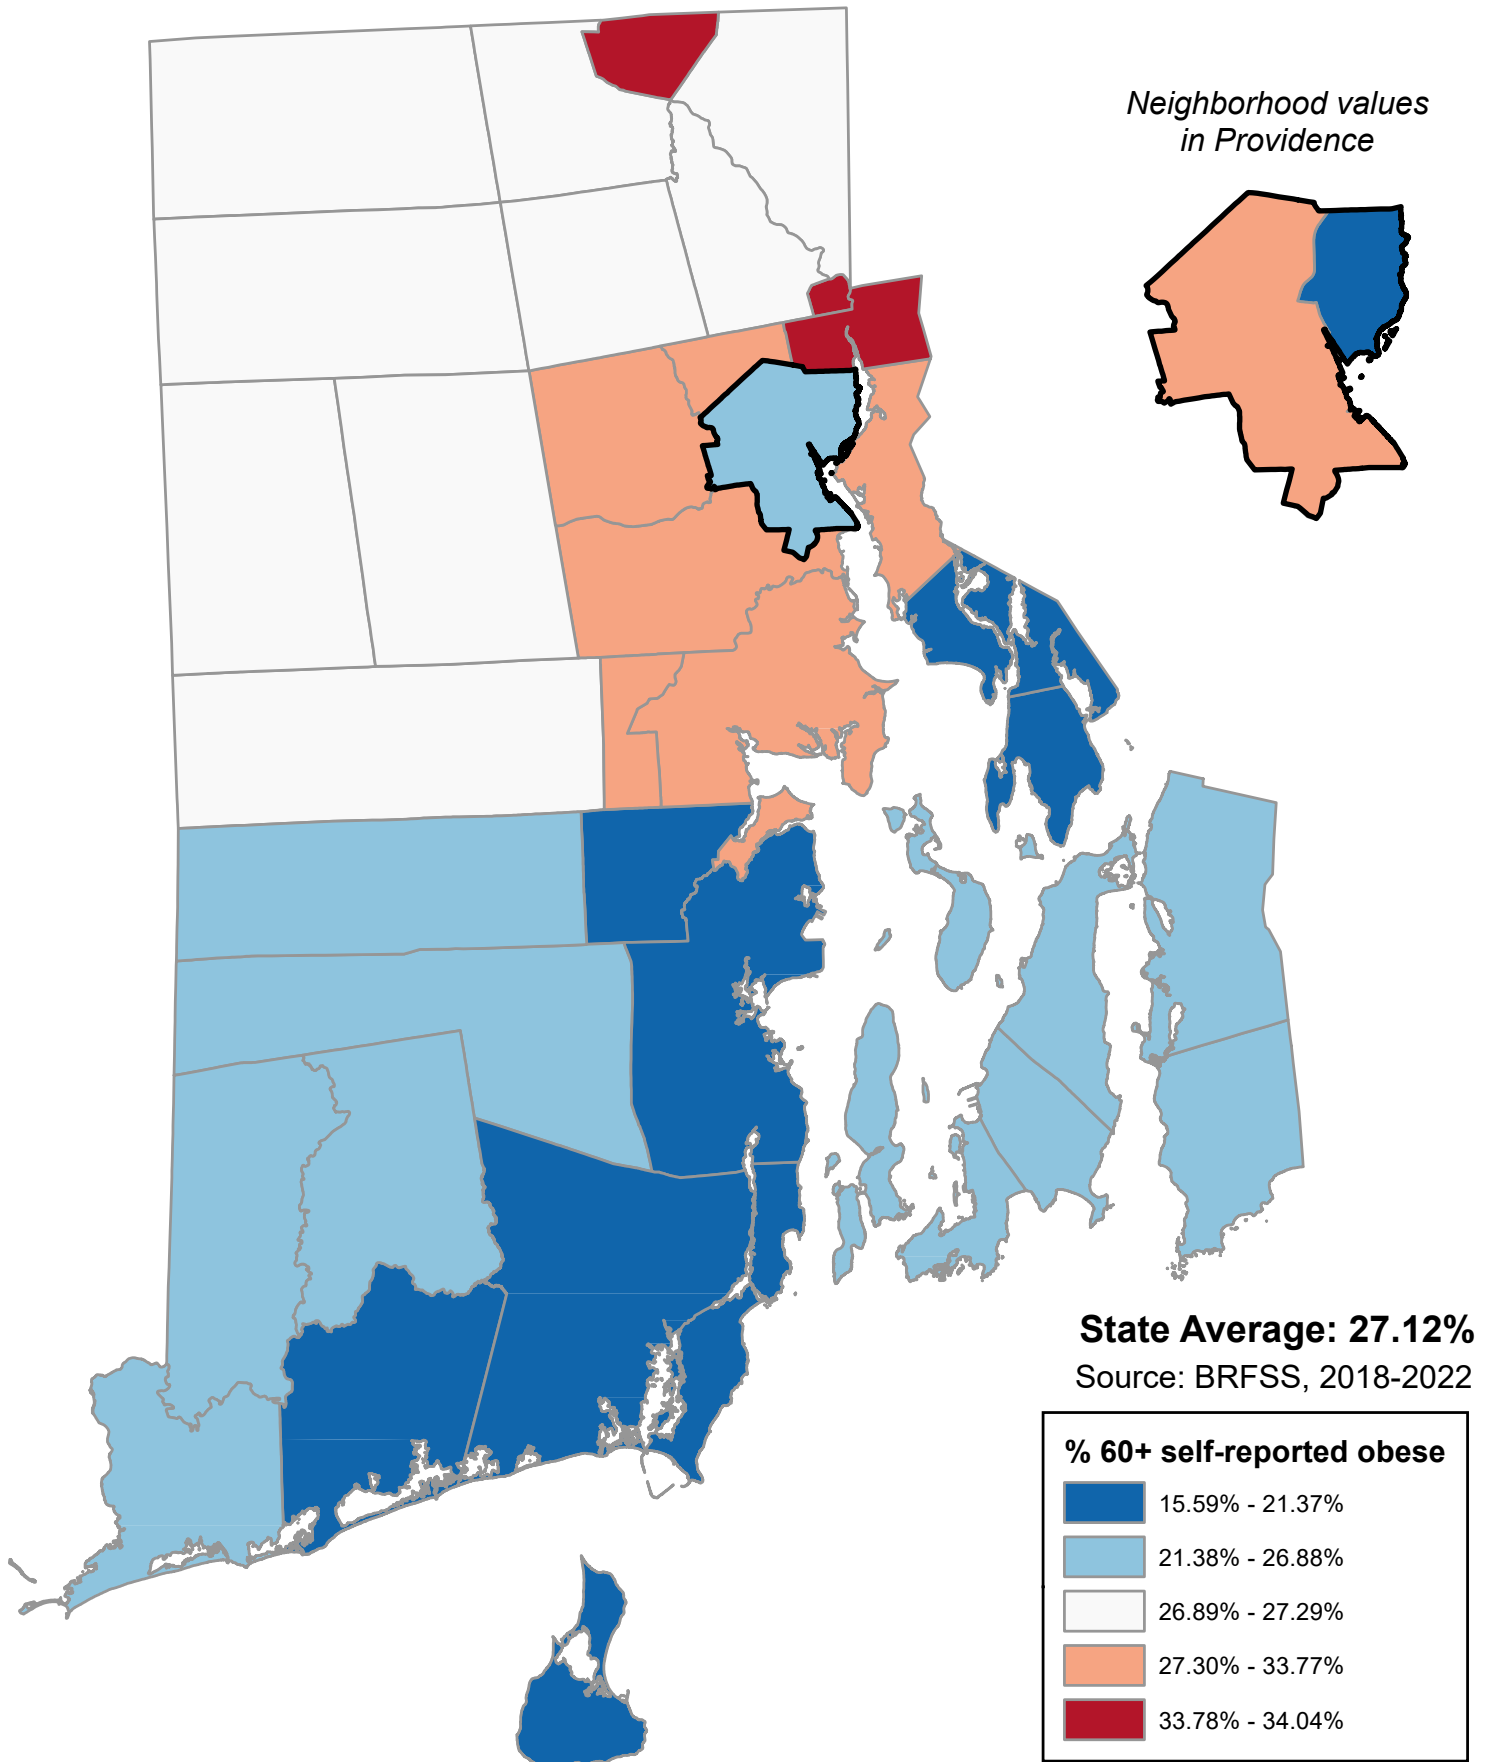 Neighborhood values
in Providence
State Average: 27.12%
Source: BRFSS, 2018-2022
% 60+ self-reported obese
15.59% - 21.37%
21.38% - 26.88%
26.89% - 27.29%
27.30% - 33.77%
33.78% - 34.04%